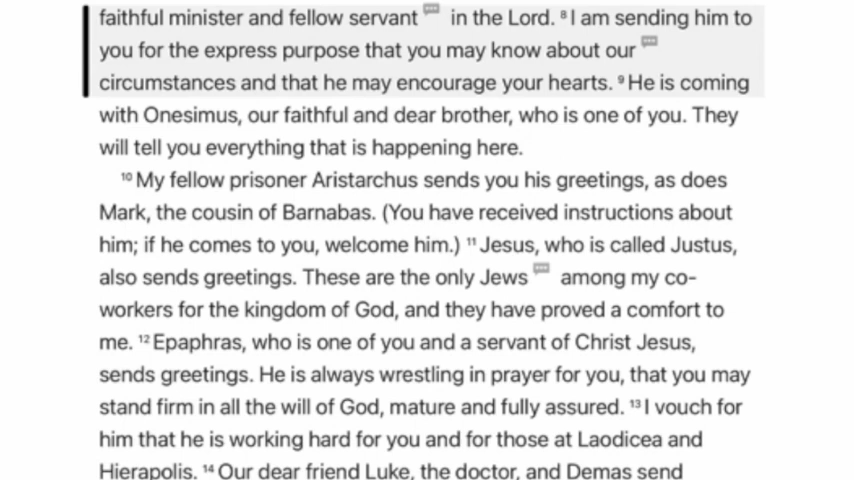 faithful minister and fellow servant in the Lord. 8 I am sending him to
you for the express purpose that you may know about our
circumstances and that he may encourage your hearts. 9 He is coming
with Onesimus, our faithful and dear brother, who is one of you. They
will tell you everything that is happening here.
10 My fellow prisoner Aristarchus sends you his greetings, as does
Mark, the cousin of Barnabas. (You have received instructions about
him; if he comes to you, welcome him.) 11 Jesus, who is called Justus,
also sends greetings. These are the only Jews among my co-
workers for the kingdom of God, and they have proved a comfort to
me. 12 Epaphras, who is one of you and a servant of Christ Jesus,
sends greetings. He is always wrestling in prayer for you, that you may
stand firm in all the will of God, mature and fully assured. 13 I vouch for
him that he is working hard for you and for those at Laodicea and
Hierapolis. 14 Our dear friend Luke, the doctor, and Demas send